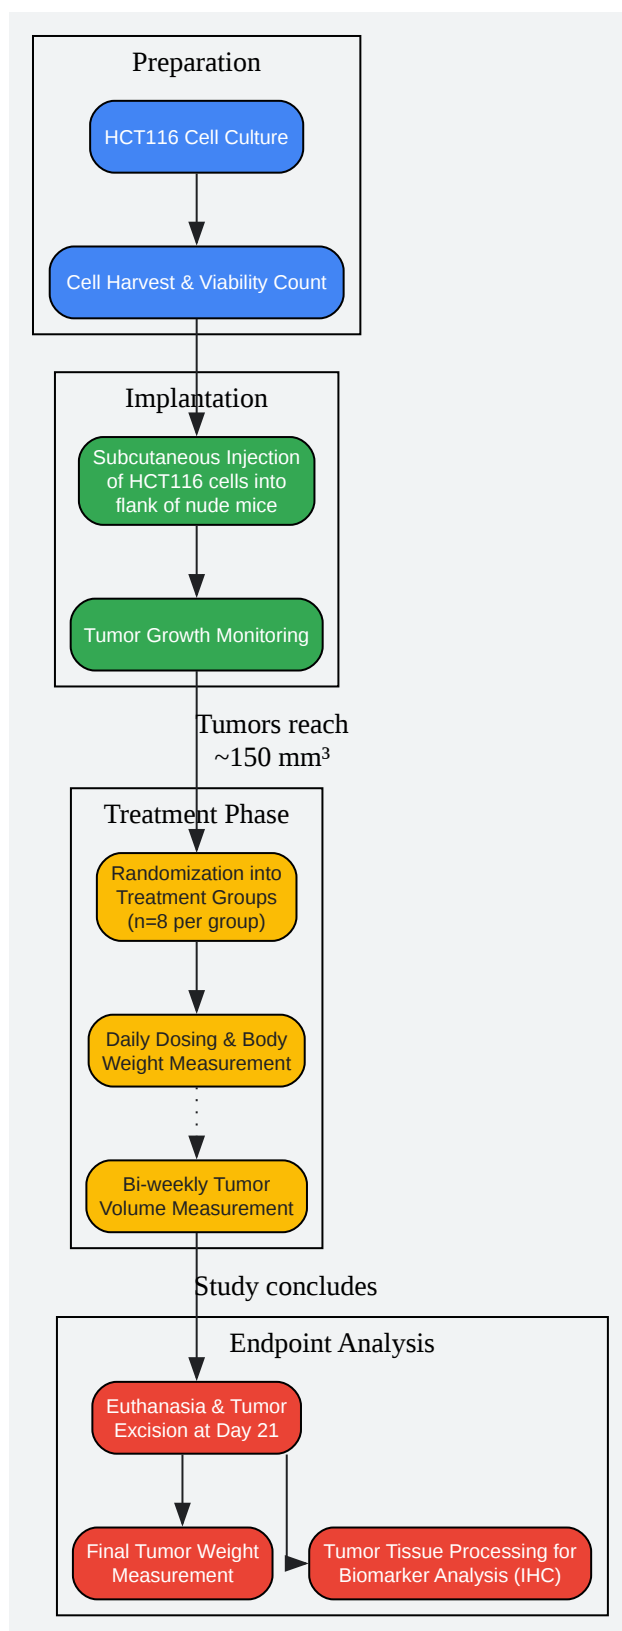 Preparation
HCT116 Cell Culture
Cell Harvest & Viability Count
Implantation
Subcutaneous Injection
of HCT116 cells into
flank of nude mice
Tumor Growth Monitoring
Tumors reach
~150 mm³
Treatment Phase
Randomization into
Treatment Groups
(n=8 per group)
Daily Dosing & Body
Weight Measurement
Bi-weekly Tumor
Volume Measurement
Study concludes
Endpoint Analysis
Euthanasia & Tumor
Excision at Day 21
Final Tumor Weight
Measurement
Tumor Tissue Processing for
Biomarker Analysis (IHC)